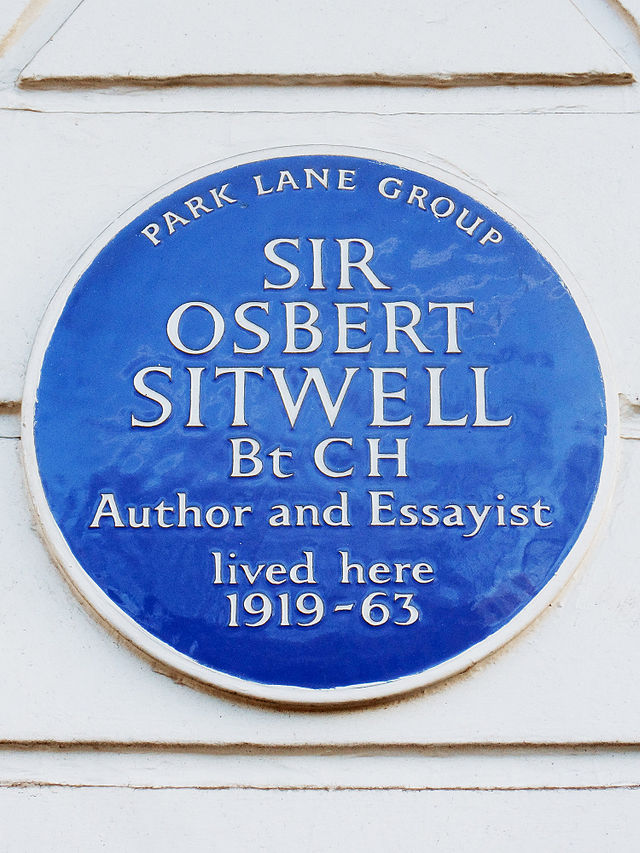 PARK LANE GROUP
SIR
OSBERT
SITWELL
Bt CH
Author and Essayist
lived here
1919-63